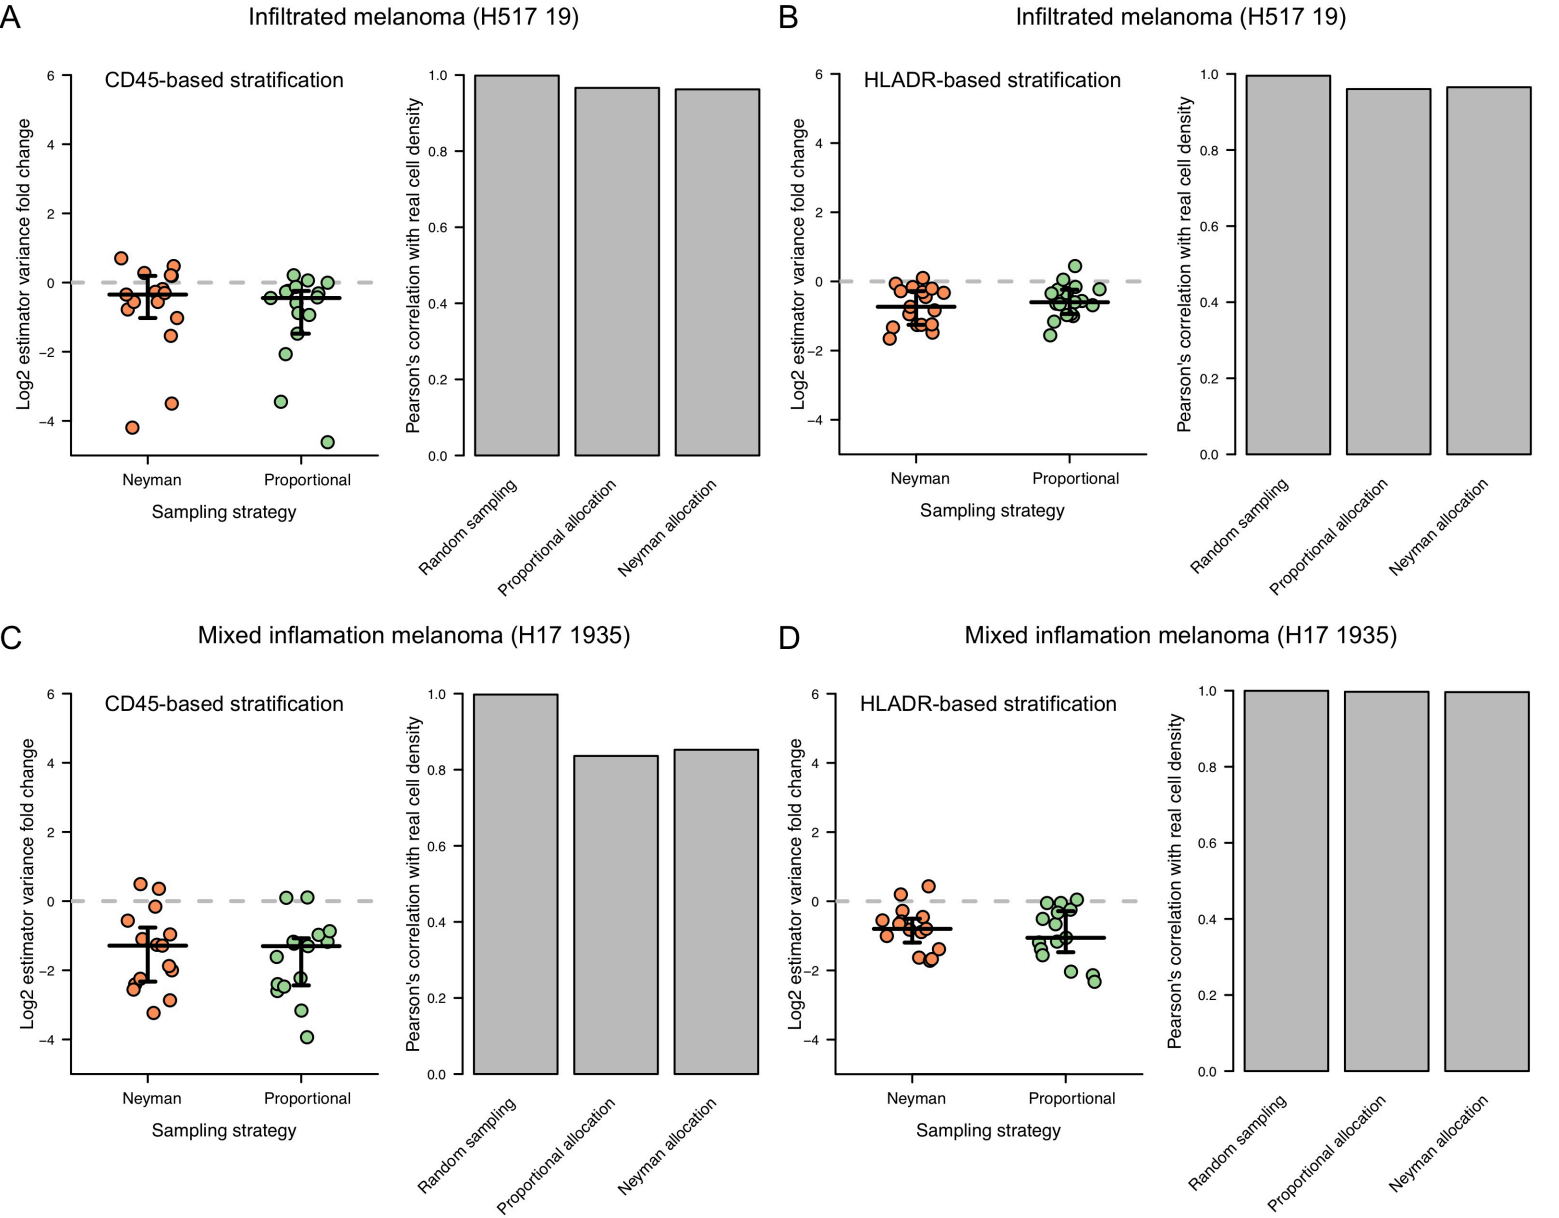 A
Infiltrated melanoma (H517 19)
CD45-based stratification
Log2 estimator variance fold change
6
4
2
0
−2
−4
Neyman
Proportional
Sampling strategy
Pearson's correlation with real cell density
1.0
0.8
0.6
0.4
0.2
0.0
Random sampling
Proportional allocation
Neyman allocation
B
Infiltrated melanoma (H517 19)
HLADR-based stratification
Log2 estimator variance fold change
6
4
2
0
−2
−4
Neyman
Proportional
Sampling strategy
Pearson's correlation with real cell density
1.0
0.8
0.6
0.4
0.2
0.0
Random sampling
Proportional allocation
Neyman allocation
C
Mixed inflamation melanoma (H17 1935)
CD45-based stratification
Log2 estimator variance fold change
6
4
2
0
−2
−4
Neyman
Proportional
Sampling strategy
Pearson's correlation with real cell density
1.0
0.8
0.6
0.4
0.2
0.0
Random sampling
Proportional allocation
Neyman allocation
D
Mixed inflamation melanoma (H17 1935)
HLADR-based stratification
Log2 estimator variance fold change
6
4
2
0
−2
−4
Neyman
Proportional
Sampling strategy
Pearson's correlation with real cell density
1.0
0.8
0.6
0.4
0.2
0.0
Random sampling
Proportional allocation
Neyman allocation